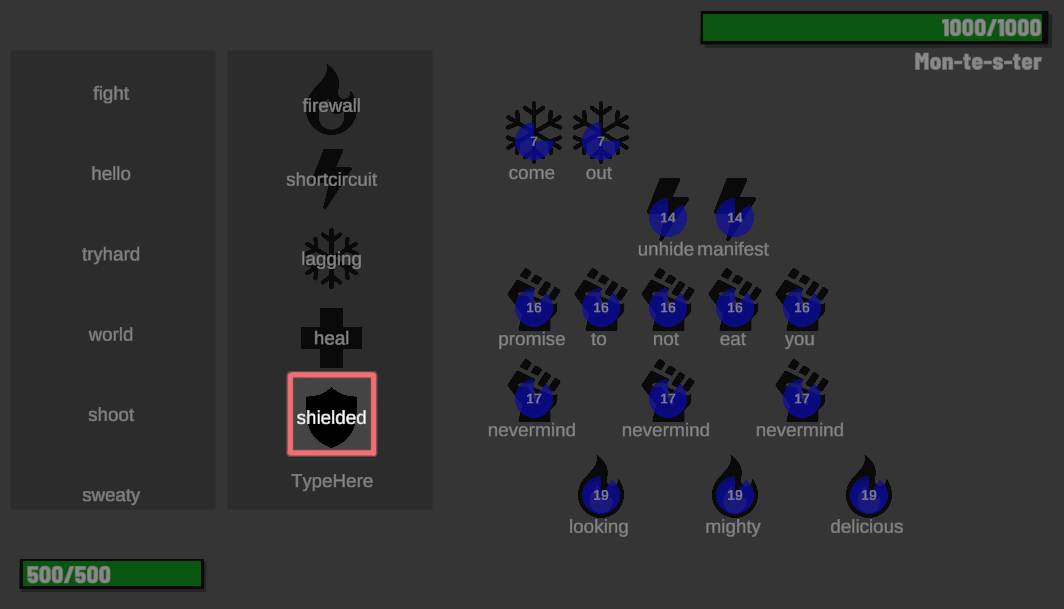 1000/1000
Mon-te-s-ter
fight
hello
tryhard
world
shoot
sweaty
firewall
shortcircuit
lagging
heal
shielded
TypeHere
7 7
come out
14 14
unhide manifest
16 16 16 16 16
promise to not eat you
17 17 17
nevermind nevermind nevermind
19 19 19
looking mighty delicious
500/500